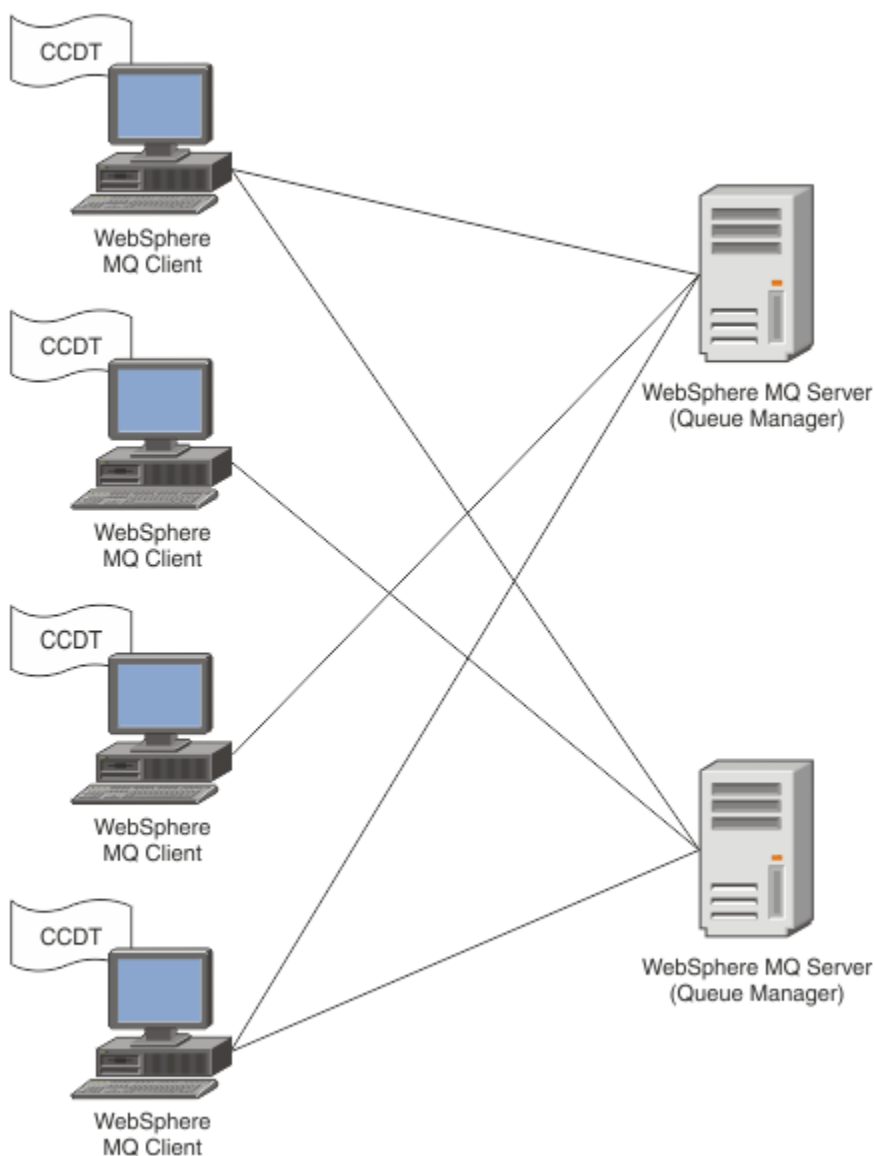 CCDT
WebSphere
MQ Client
WebSphere MQ Server
(Queue Manager)
CCDT
WebSphere
MQ Client
CCDT
WebSphere
MQ Client
WebSphere MQ Server
(Queue Manager)
CCDT
WebSphere
MQ Client